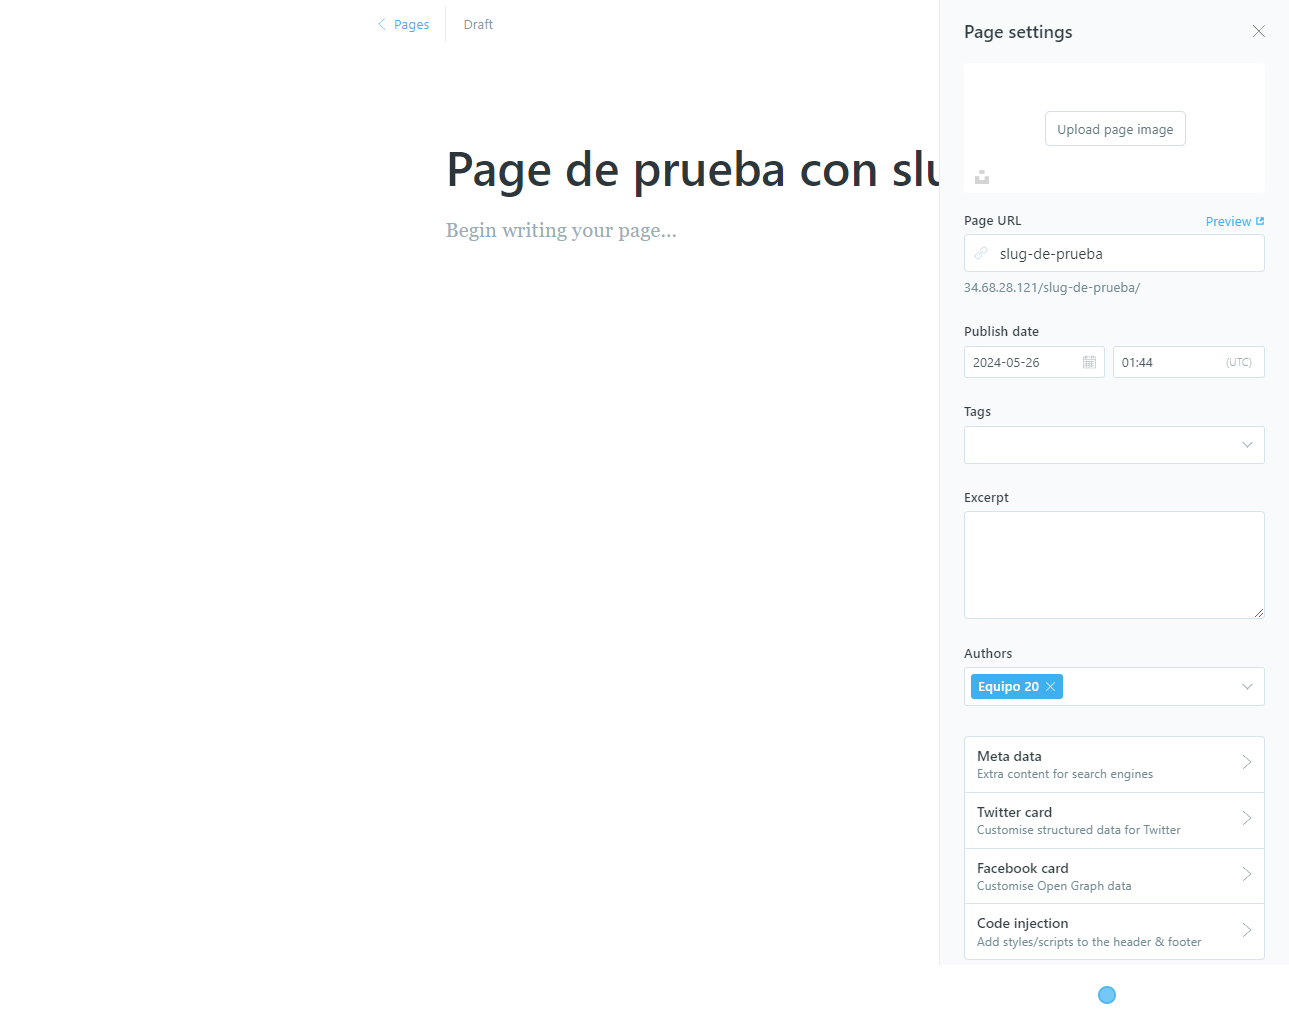 Pages
Draft
Page de prueba con
Begin writing your page...
Page settings
Upload page image
Page URL
Preview
slug-de-prueba
34.68.28.121/slug-de-prueba/
Publish date
2024-05-26
01:44
(UTC)
Tags
Excerpt
Authors
Equipo 20
Meta data
Extra content for search engines
Twitter card
Customise structured data for Twitter
Facebook card
Customise Open Graph data
Code injection
Add styles/scripts to the header & footer